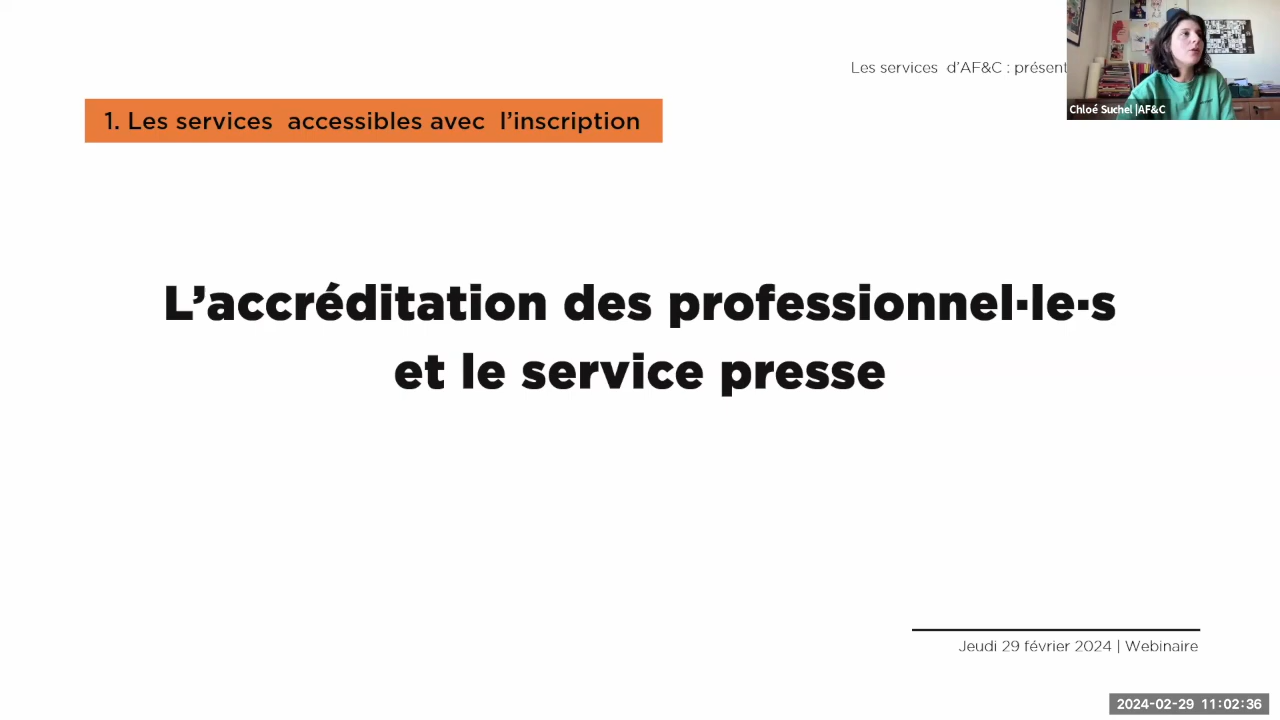 Les services d'AF&C : présent
Chloé Suchel |AF&C
1. Les services accessibles avec l'inscription
L'accréditation des professionnel·le·s
et le service presse
Jeudi 29 février 2024 | Webinaire
2024-02-29 11:02:36